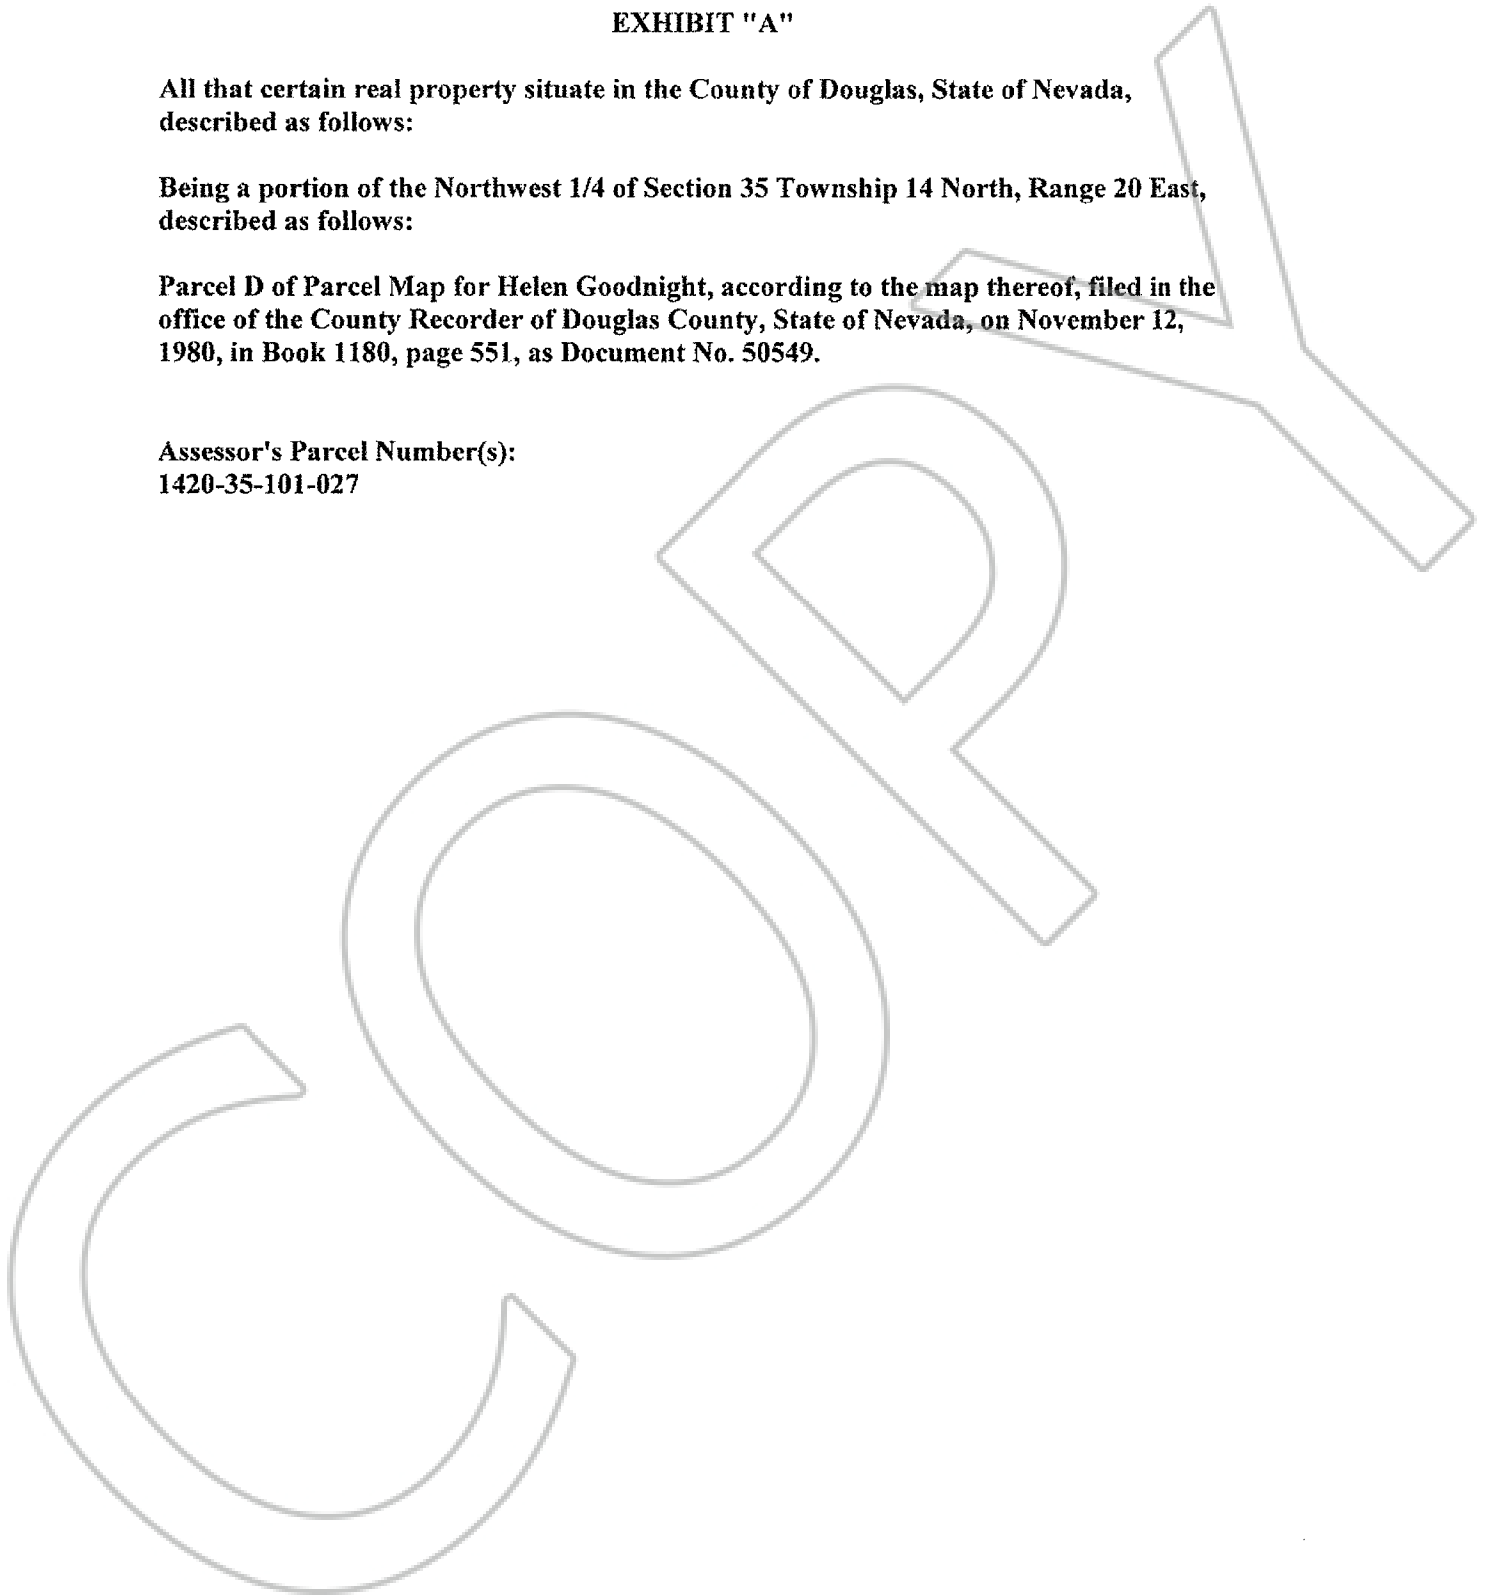 EXHIBIT "A"
All that certain real property situate in the County of Douglas, State of Nevada,
described as follows:
Being a portion of the Northwest 1/4 of Section 35 Township 14 North, Range 20 East,
described as follows:
Parcel D of Parcel Map for Helen Goodnight, according to the map thereof, filed in the
office of the County Recorder of Douglas County, State of Nevada, on November 12,
1980, in Book 1180, page 551, as Document No. 50549.
Assessor's Parcel Number(s):
1420-35-101-027
COPY